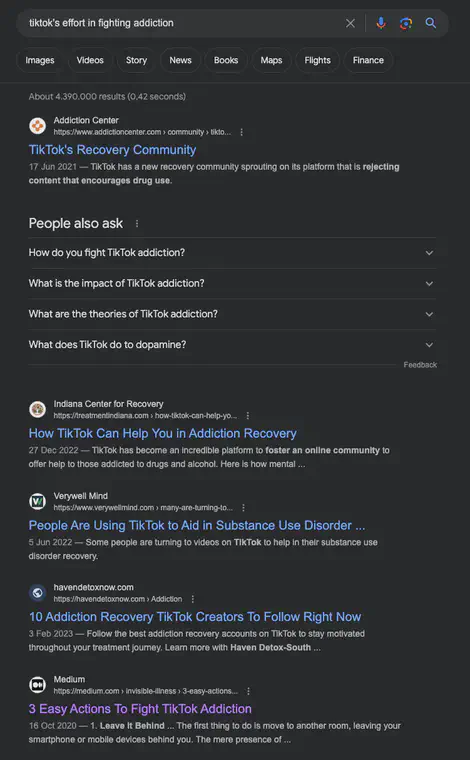 tiktok's effort in fighting addiction
Images Videos Story News Books Maps Flights Finance
About 4.390.000 results (0,42 seconds)
Addiction Center
https://www.addictioncenter.com › community › tikto...
TikTok's Recovery Community
17 Jun 2021 — TikTok has a new recovery community sprouting on its platform that is rejecting
content that encourages drug use.
People also ask
How do you fight TikTok addiction?
What is the impact of TikTok addiction?
What are the theories of TikTok addiction?
What does TikTok do to dopamine?
Feedback
Indiana Center for Recovery
https://treatmentindiana.com › how-tiktok-can-help-yo...
How TikTok Can Help You in Addiction Recovery
27 Dec 2022 — TikTok has become an incredible platform to foster an online community to
offer help to those addicted to drugs and alcohol. Here is how mental ...
Verywell Mind
https://www.verywellmind.com › many-are-turning-to...
People Are Using TikTok to Aid in Substance Use Disorder ...
5 Jun 2022 — Some people are turning to videos on TikTok to help in their substance use
disorder recovery.
havendetoxnow.com
https://havendetoxnow.com › Addiction
10 Addiction Recovery TikTok Creators To Follow Right Now
3 Feb 2023 — Follow the best addiction recovery accounts on TikTok to stay motivated
throughout your treatment journey. Learn more with Haven Detox-South ...
Medium
https://medium.com › invisible-illness › 3-easy-actions...
3 Easy Actions To Fight TikTok Addiction
16 Oct 2020 — 1. Leave it Behind ... The first thing to do is move to another room, leaving your
smartphone or mobile devices behind you. The mere presence of ...